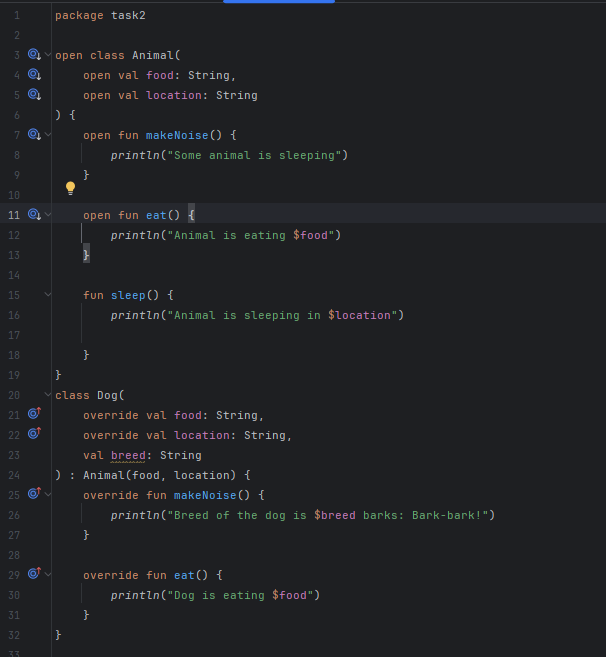 1 package task2
2
3 open class Animal(
4     open val food: String,
5     open val location: String
6 ) {
7     open fun makeNoise() {
8         println("Some animal is sleeping")
9     }
10
11     open fun eat() {
12         println("Animal is eating $food")
13     }
14
15     fun sleep() {
16         println("Animal is sleeping in $location")
17
18     }
19 }
20 class Dog(
21     override val food: String,
22     override val location: String,
23     val breed: String
24 ) : Animal(food, location) {
25     override fun makeNoise() {
26         println("Breed of the dog is $breed barks: Bark-bark!")
27     }
28
29     override fun eat() {
30         println("Dog is eating $food")
31     }
32 }
33